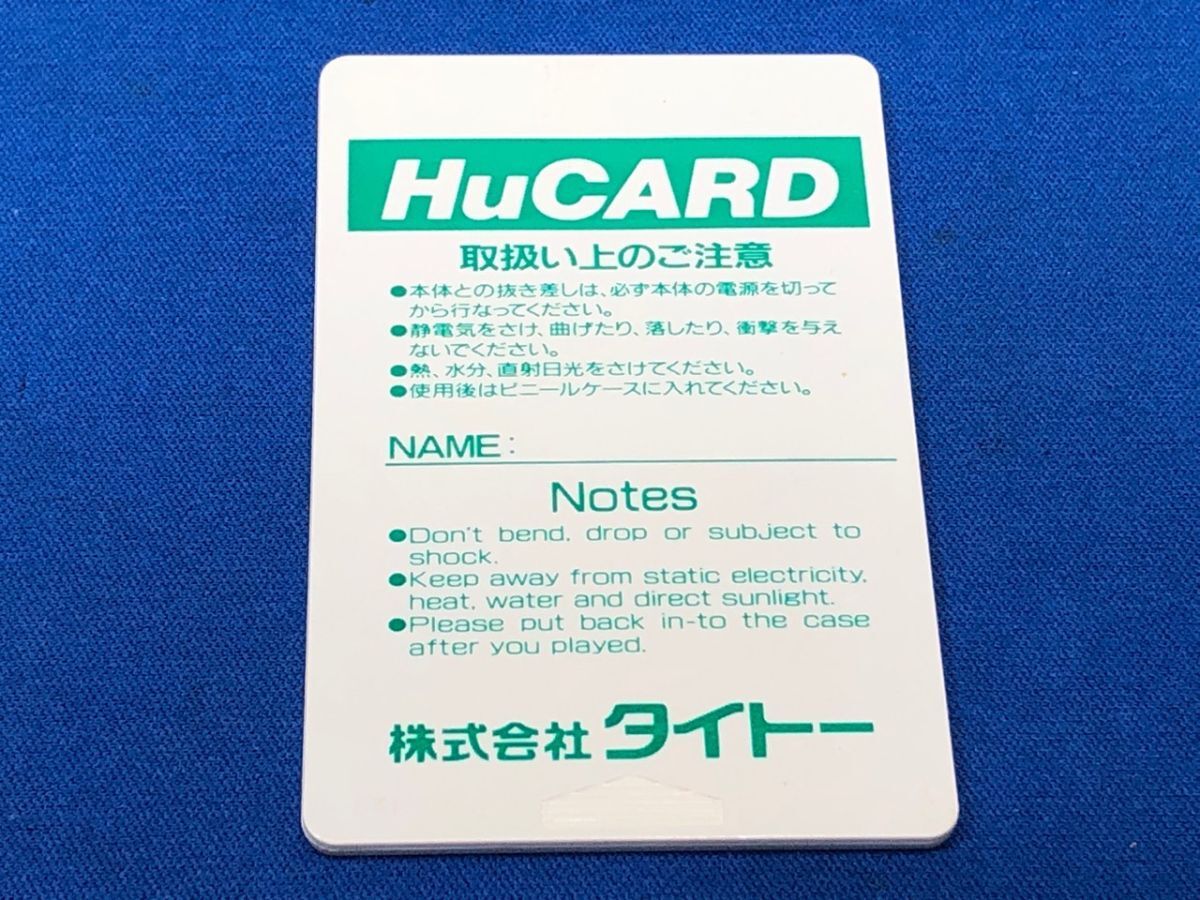 HuCARD
取扱い上のご注意
●本体との抜き差しは、必ず本体の電源を切って
から行なってください。
●静電気をさけ、曲げたり、落したり、衝撃を与え
ないでください。
●熱、水分、直射日光をさけてください。
●使用後はビニールケースに入れてください。
NAME:
Notes
●Don't bend, drop or subject to
shock.
●Keep away from static electricity,
heat, water and direct sunlight.
●Please put back in-to the case
after you played.
株式会社タイトー